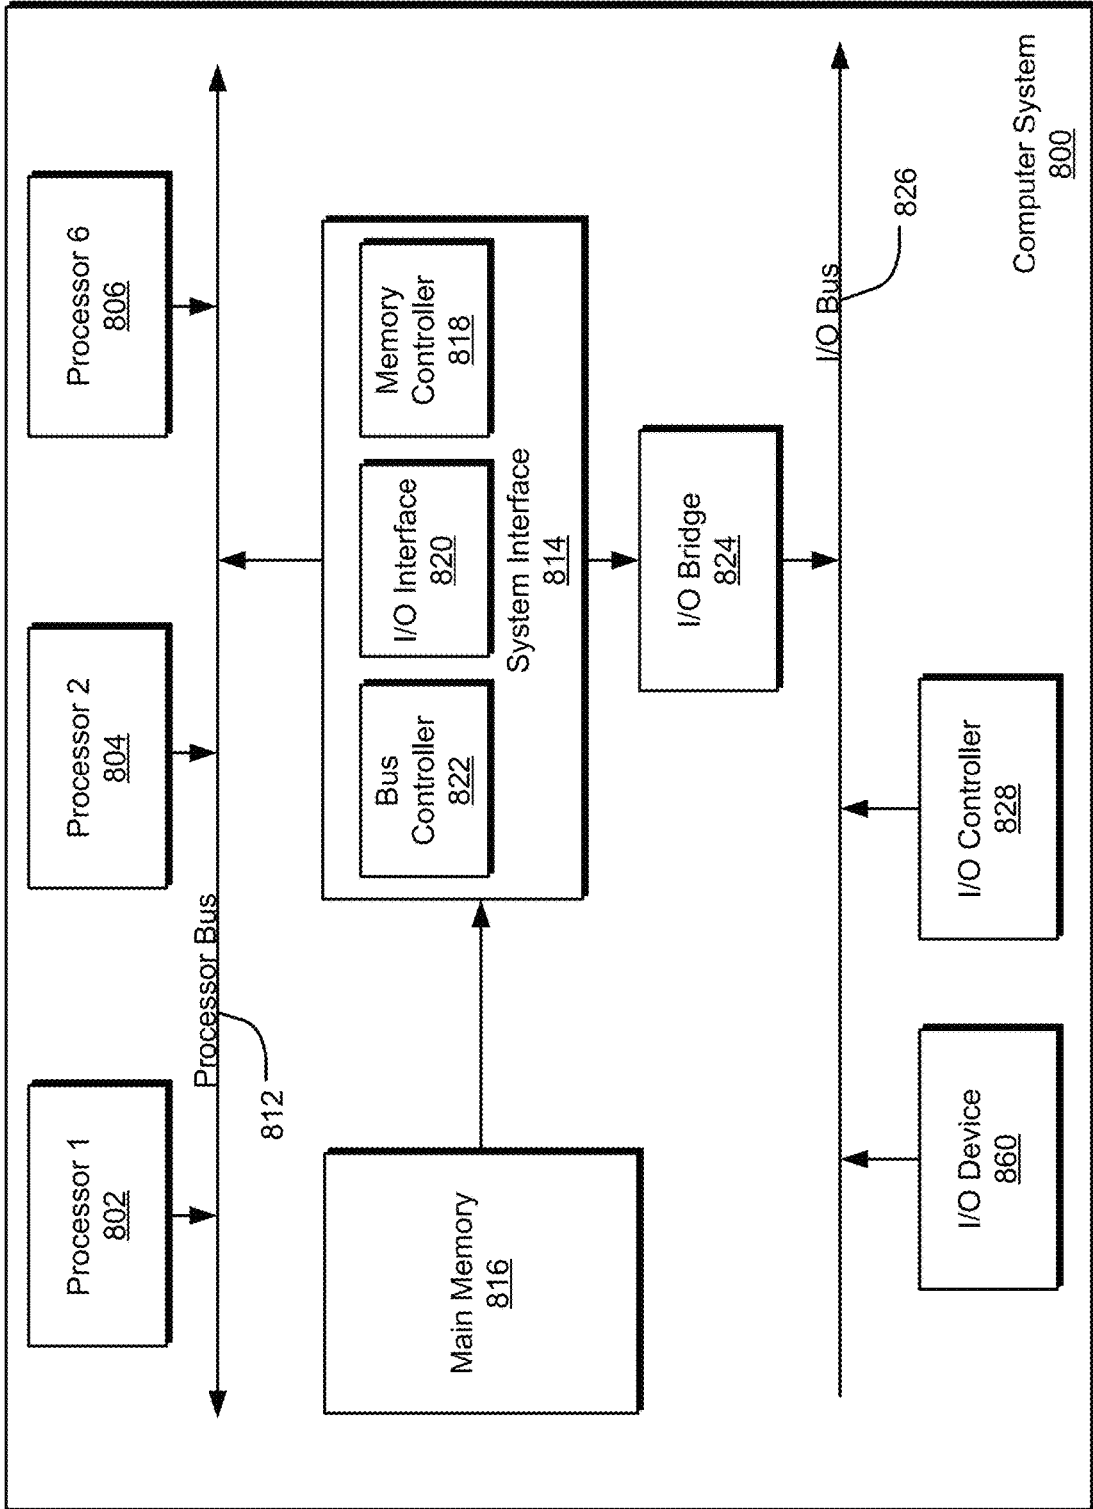 Processor 1
802
Processor 2
804
Processor 6
806
Processor Bus
812
Main Memory
816
Bus
Controller
822
I/O Interface
820
Memory
Controller
818
System Interface
814
I/O Bridge
824
I/O Bus
826
I/O Device
860
I/O Controller
828
Computer System
800